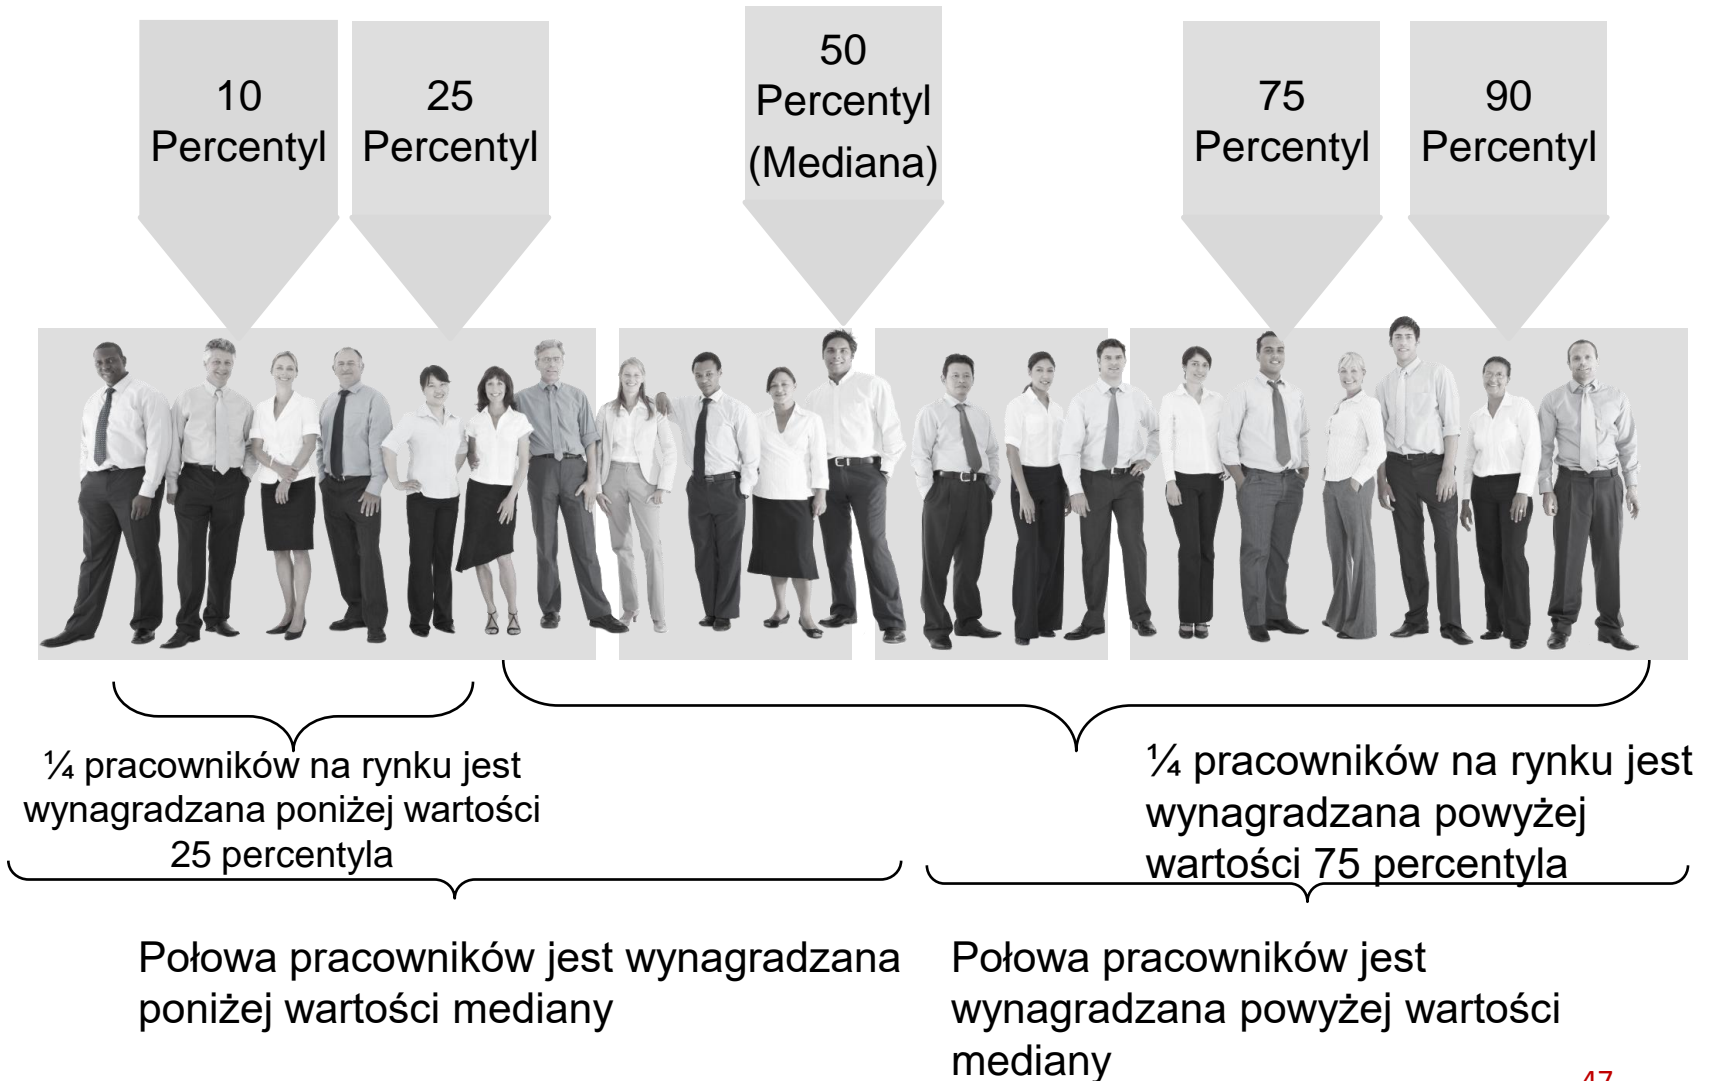 10
Percentyl
25
Percentyl
50
Percentyl
(Mediana)
75
Percentyl
90
Percentyl
¼ pracowników na rynku jest
wynagradzana poniżej wartości
25 percentyla
¼ pracowników na rynku jest
wynagradzana powyżej
wartości 75 percentyla
Połowa pracowników jest wynagradzana
poniżej wartości mediany
Połowa pracowników jest
wynagradzana powyżej wartości
mediany
47